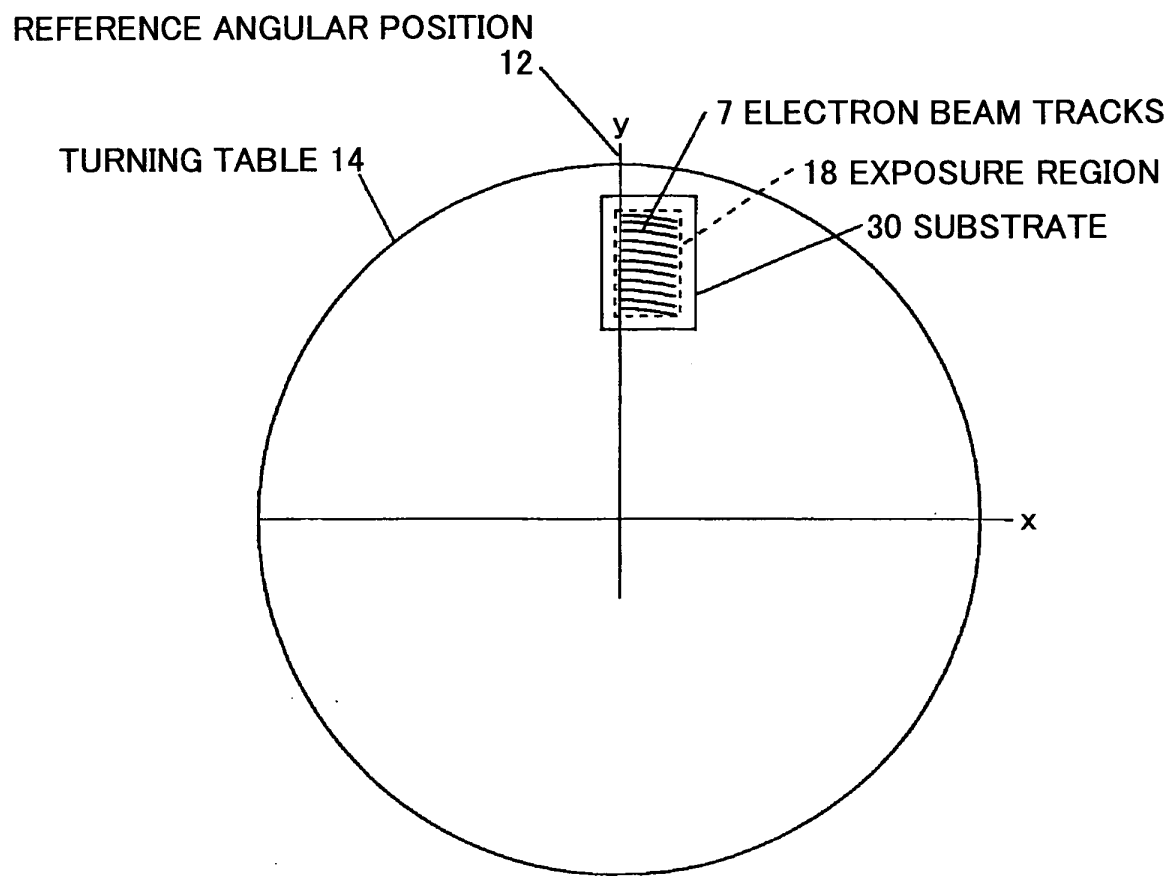 REFERENCE ANGULAR POSITION
12
y
7 ELECTRON BEAM TRACKS
TURNING TABLE 14
18 EXPOSURE REGION
30 SUBSTRATE
x